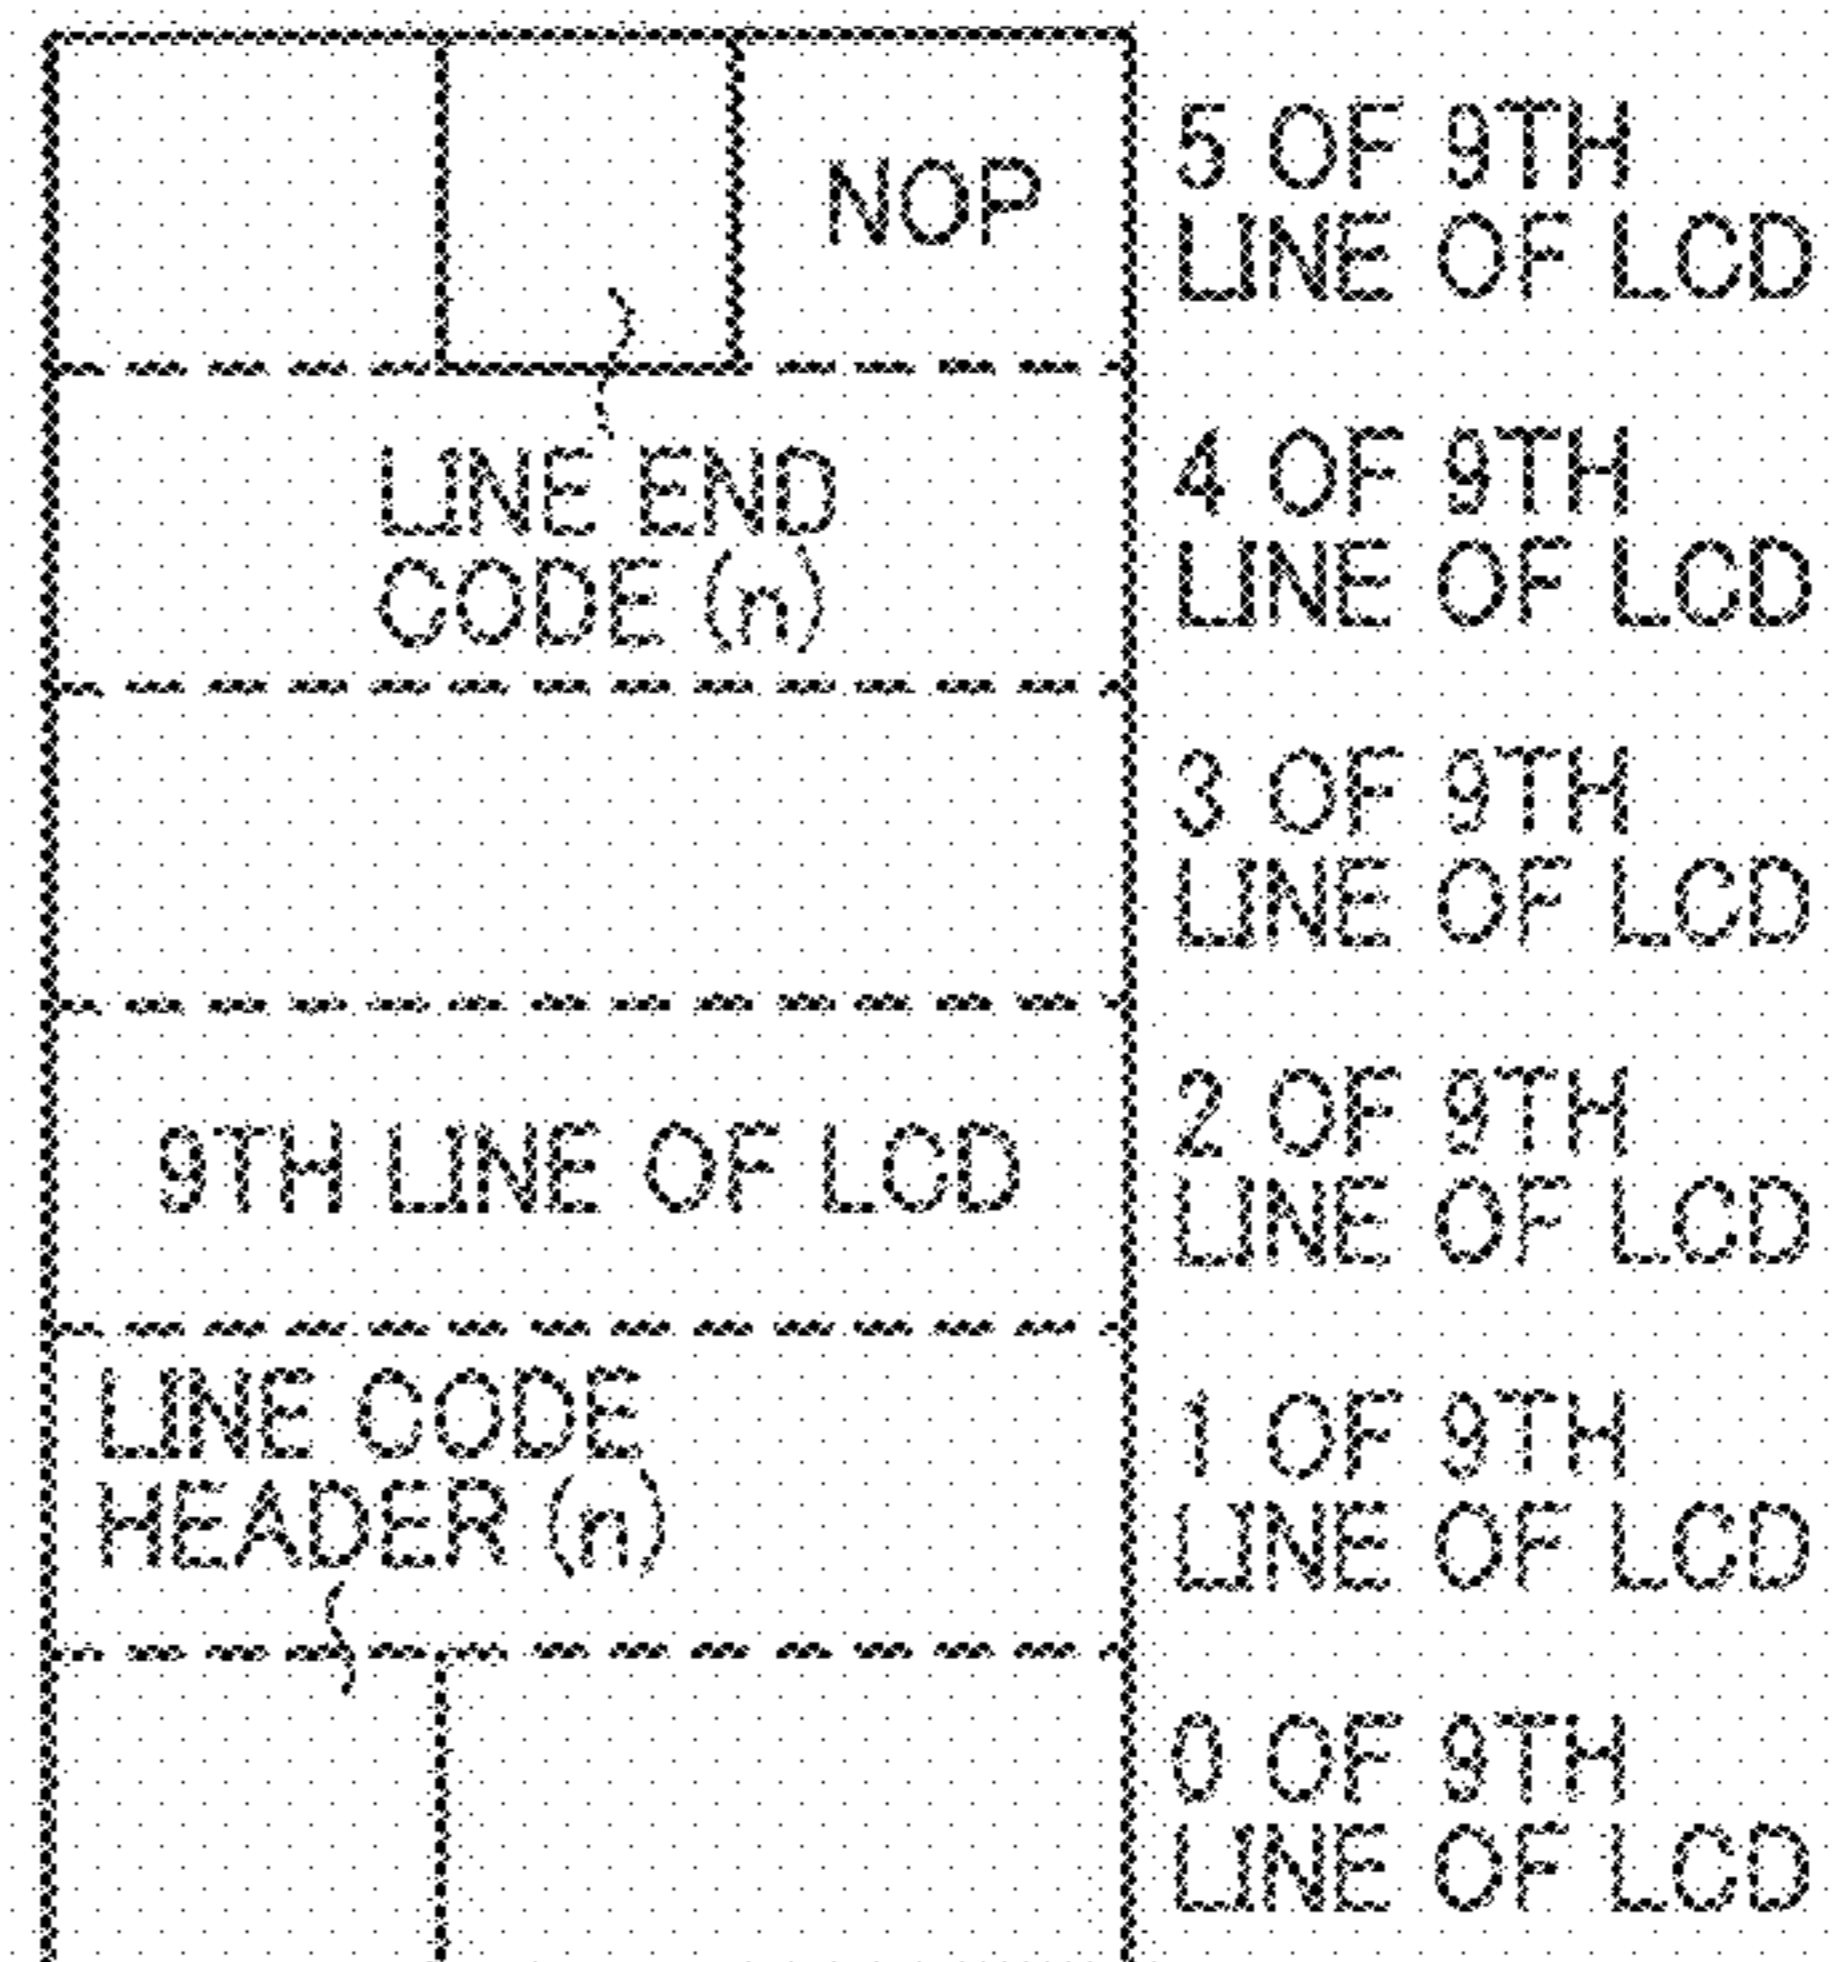 NOP
5 OF 9TH
LINE OF LCD
LINE END
CODE (n)
4 OF 9TH
LINE OF LCD
3 OF 9TH
LINE OF LCD
9TH LINE OF LCD
2 OF 9TH
LINE OF LCD
LINE CODE
HEADER (n)
1 OF 9TH
LINE OF LCD
0 OF 9TH
LINE OF LCD